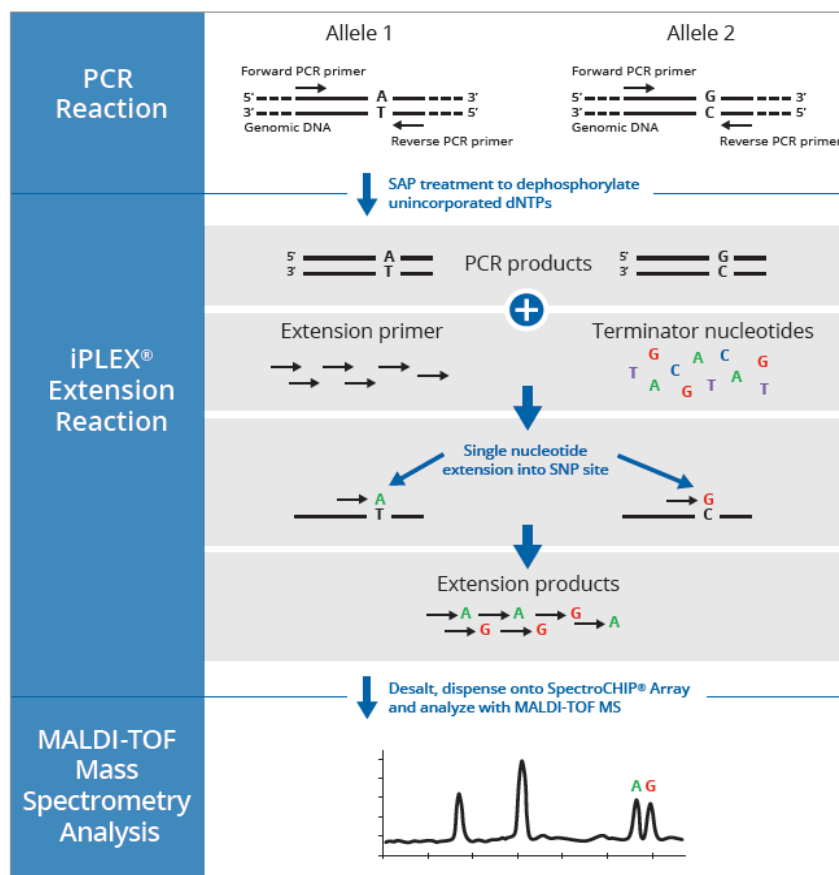 PCR
Reaction
Allele 1
Allele 2
Forward PCR primer
5’
A
3’
3’
T
5’
Genomic DNA
Reverse PCR primer
Forward PCR primer
5’
G
3’
3’
C
5’
Genomic DNA
Reverse PCR primer
SAP treatment to dephosphorylate
unincorporated dNTPs
iPLEX®
Extension
Reaction
5’
A
3’
T
PCR products
5’
G
3’
C
+
Extension primer
Terminator nucleotides
T G C A C G
A G T A T
Single nucleotide
extension into SNP site
A
T
G
C
Extension products
A A G A
G G
Desalt, dispense onto SpectroCHIP® Array
and analyze with MALDI-TOF MS
MALDI-TOF
Mass
Spectrometry
Analysis
A G